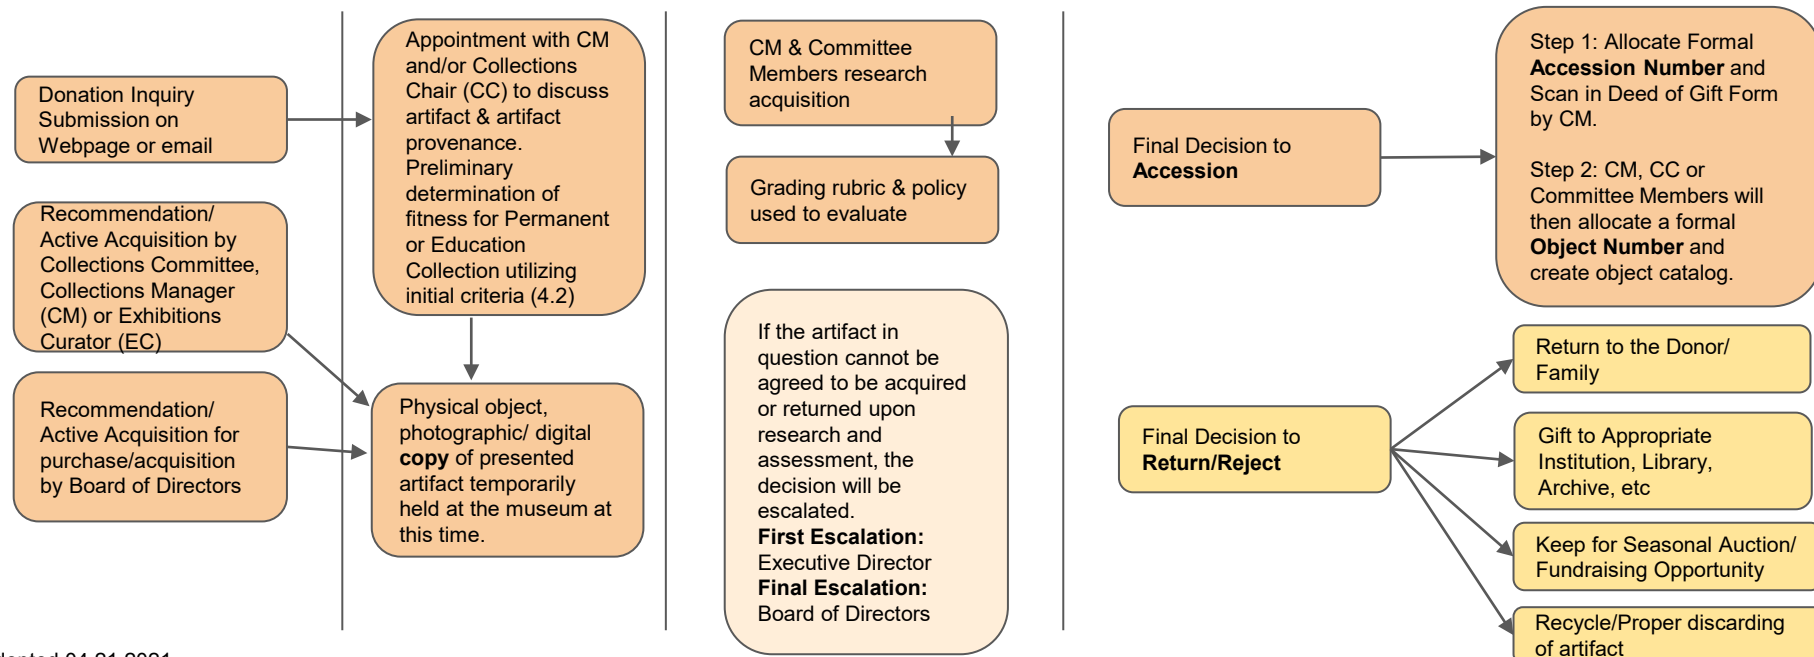 Donation Inquiry
Submission on
Webpage or email
Recommendation/
Active Acquisition by
Collections Committee,
Collections Manager
(CM) or Exhibitions
Curator (EC)
Recommendation/
Active Acquisition for
purchase/acquisition
by Board of Directors
Appointment with CM
and/or Collections
Chair (CC) to discuss
artifact & artifact
provenance.
Preliminary
determination of
fitness for Permanent
or Education
Collection utilizing
initial criteria (4.2)
Physical object,
photographic/ digital
copy of presented
artifact temporarily
held at the museum at
this time.
CM & Committee
Members research
acquisition
Grading rubric & policy
used to evaluate
If the artifact in
question cannot be
agreed to be acquired
or returned upon
research and
assessment, the
decision will be
escalated.
First Escalation:
Executive Director
Final Escalation:
Board of Directors
Final Decision to
Accession
Step 1: Allocate Formal
Accession Number and
Scan in Deed of Gift Form
by CM.
Step 2: CM, CC or
Committee Members will
then allocate a formal
Object Number and
create object catalog.
Final Decision to
Return/Reject
Return to the Donor/
Family
Gift to Appropriate
Institution, Library,
Archive, etc
Keep for Seasonal Auction/
Fundraising Opportunity
Recycle/Proper discarding
of artifact